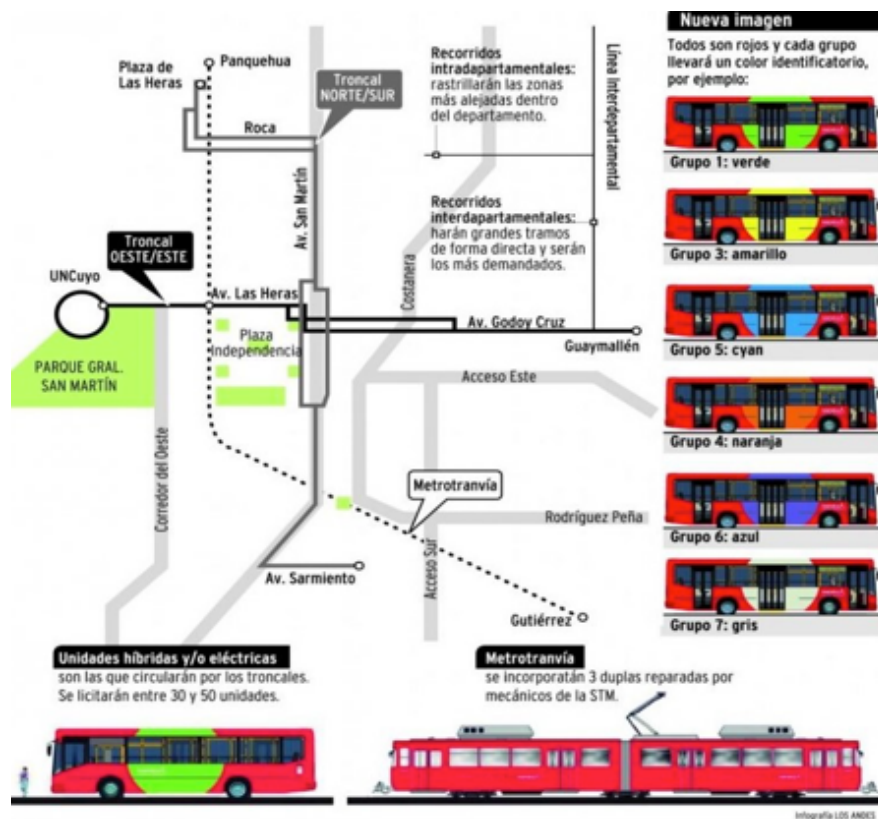 Nueva imagen
Todos son rojos y cada grupo
llevará un color identificatorio,
por ejemplo:
Grupo 1: verde
Grupo 3: amarillo
Grupo 5: cyan
Grupo 4: naranja
Grupo 6: azul
Grupo 7: gris
Plaza de
Las Heras
Panquehua
Troncal
NORTE/SUR
Roca
Av. San Martín
Recorridos
intradapartamentales:
rastrillarán las zonas
más alejadas dentro
del departamento.
Línea Interdepartamental
Recorridos
interdapartamentales:
harán grandes tramos
de forma directa y serán
los más demandados.
Troncal
OESTE/ESTE
UNCuyo
Av. Las Heras
Costanera
Av. Godoy Cruz
Guaymallén
Plaza
Independencia
PARQUE GRAL.
SAN MARTÍN
Acceso Este
Corredor del Oeste
Metrotranvía
Rodríguez Peña
Acceso Sur
Av. Sarmiento
Gutiérrez
Unidades híbridas y/o eléctricas
son las que circularán por los troncales.
Se licitarán entre 30 y 50 unidades.
Metrotranvía
se incorporatán 3 duplas reparadas por
mecánicos de la STM.
Infografía LOS ANDES